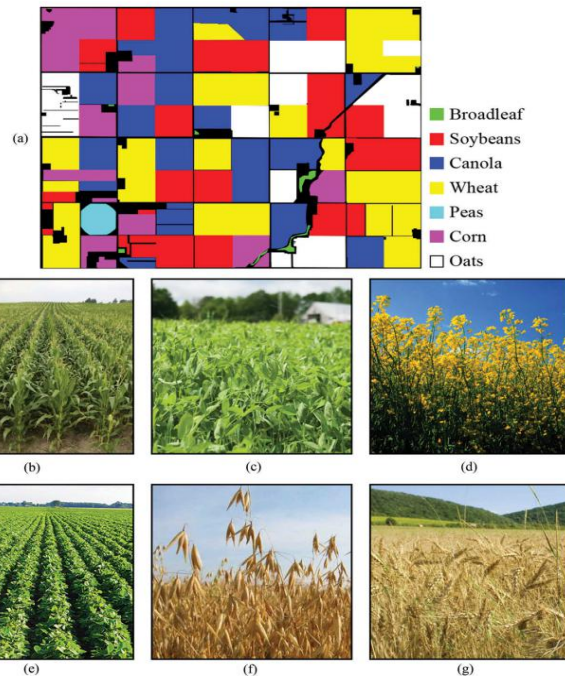 (a)
Broadleaf
Soybeans
Canola
Wheat
Peas
Corn
Oats
(b)
(c)
(d)
(e)
(f)
(g)